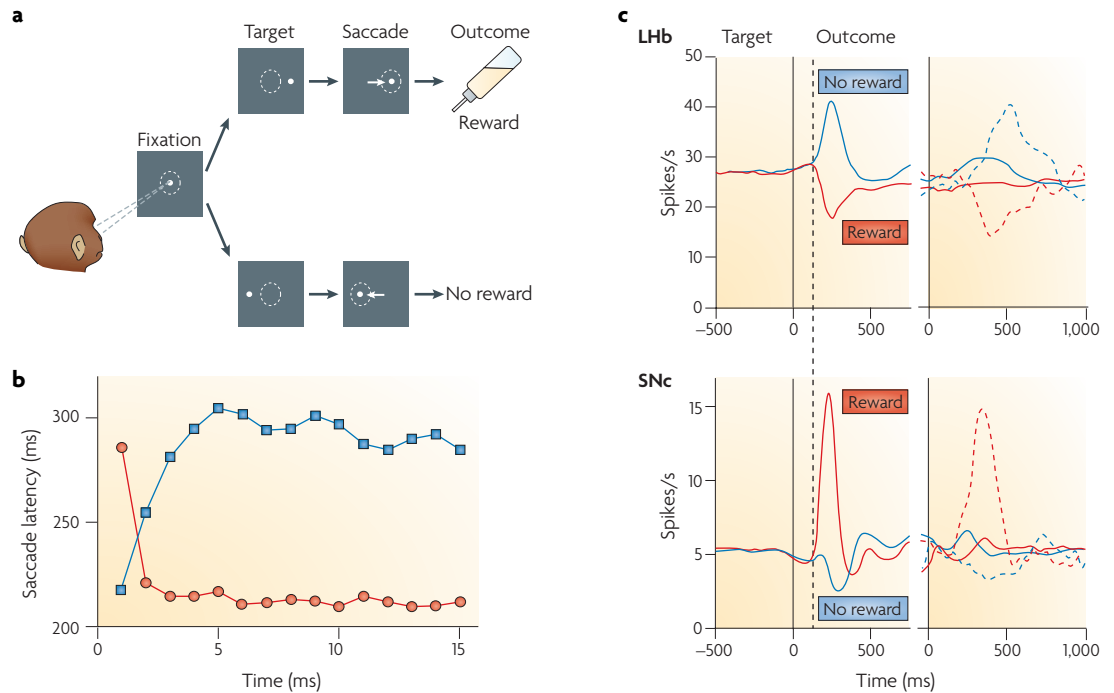 a
Target Saccade Outcome
Reward
Fixation
No reward
b
300
250
200
Saccade latency (ms)
0 5 10 15
Time (ms)
c
LHb Target Outcome
50
40
30
20
10
0
Spikes/s
No reward
Reward
–500 0 500 0 500 1,000
SNc
15
10
5
0
Spikes/s
Reward
No reward
–500 0 500 0 500 1,000
Time (ms)